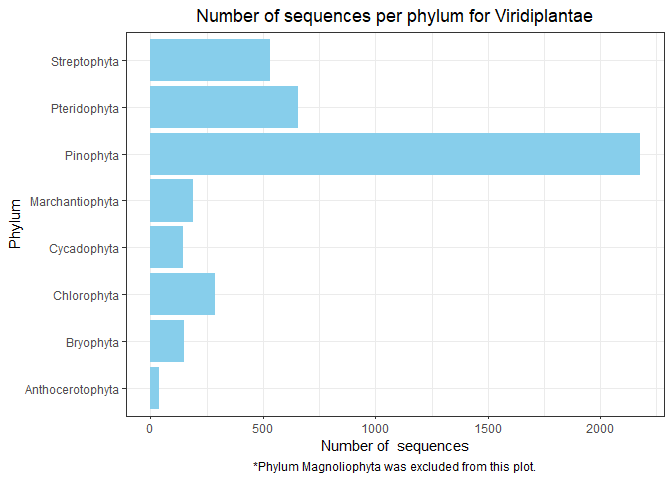 Number of sequences per phylum for Viridiplantae
Phylum
Streptophyta
Pteridophyta
Pinophyta
Marchantiophyta
Cycadophyta
Chlorophyta
Bryophyta
Anthocerotophyta
0 500 1000 1500 2000
Number of  sequences
*Phylum Magnoliophyta was excluded from this plot.